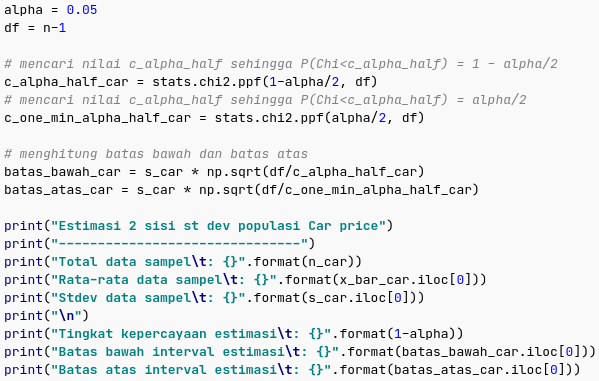 alpha = 0.05
df = n-1
# mencari nilai c_alpha_half sehingga P(Chi<c_alpha_half) = 1 - alpha/2
c_alpha_half_car = stats.chi2.ppf(1-alpha/2, df)
# mencari nilai c_alpha_half sehingga P(Chi<c_alpha_half) = alpha/2
c_one_min_alpha_half_car = stats.chi2.ppf(alpha/2, df)
# menghitung batas bawah dan batas atas
batas_bawah_car = s_car * np.sqrt(df/c_alpha_half_car)
batas_atas_car = s_car * np.sqrt(df/c_one_min_alpha_half_car)
print("Estimasi 2 sisi st dev populasi Car price")
print("-------------------------------")
print("Total data sampel\t: {}".format(n_car))
print("Rata-rata data sampel\t: {}".format(x_bar_car.iloc[0]))
print("Stdev data sampel\t: {}".format(s_car.iloc[0]))
print("\n")
print("Tingkat kepercayaan estimasi\t: {}".format(1-alpha))
print("Batas bawah interval estimasi\t: {}".format(batas_bawah_car.iloc[0]))
print("Batas atas interval estimasi\t: {}".format(batas_atas_car.iloc[0]))